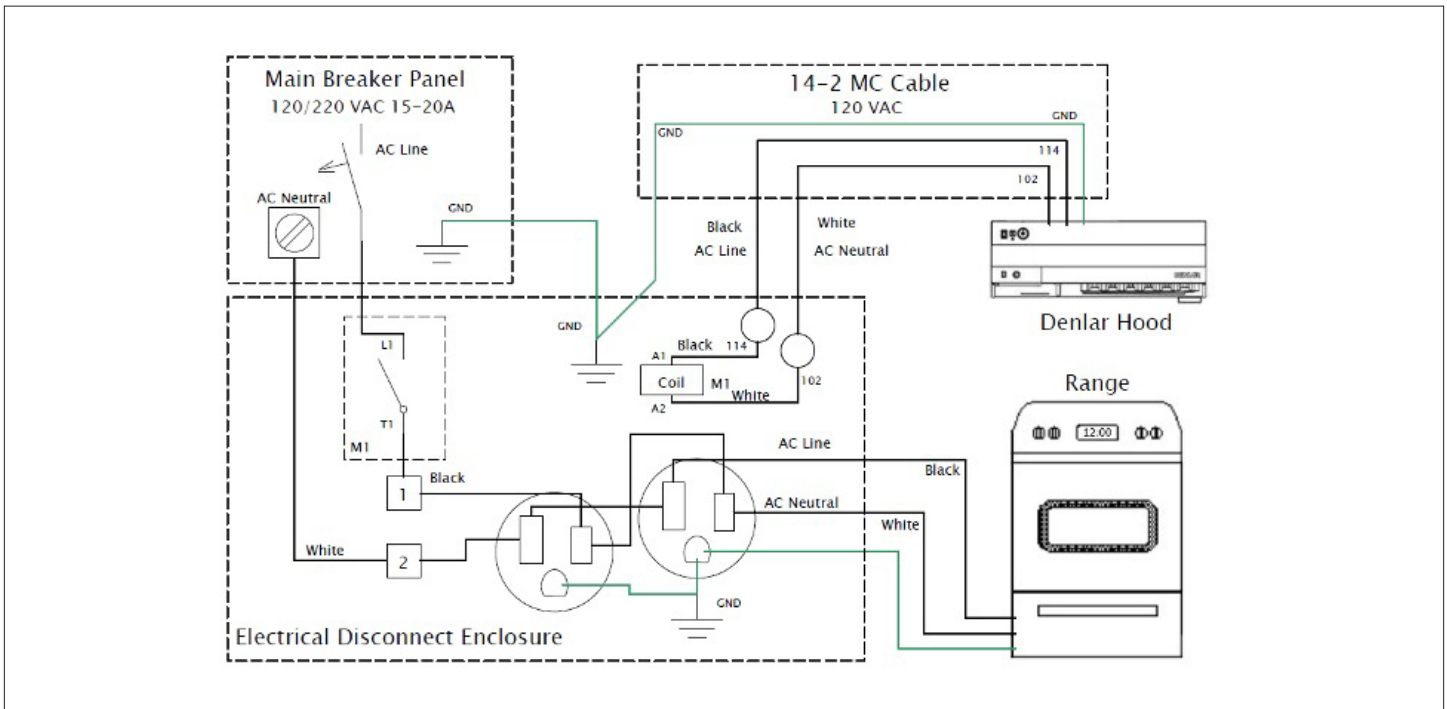 Main Breaker Panel
120/220 VAC 15-20A
AC Line
AC Neutral
GND
14-2 MC Cable
120 VAC
GND
GND
114
102
Black
AC Line
White
AC Neutral
Denlar Hood
GND
L1
T1
M1
A1
Black
114
Coil
M1
A2
White
102
Range
12:00
AC Line
Black
AC Neutral
White
1
Black
White
2
GND
Electrical Disconnect Enclosure